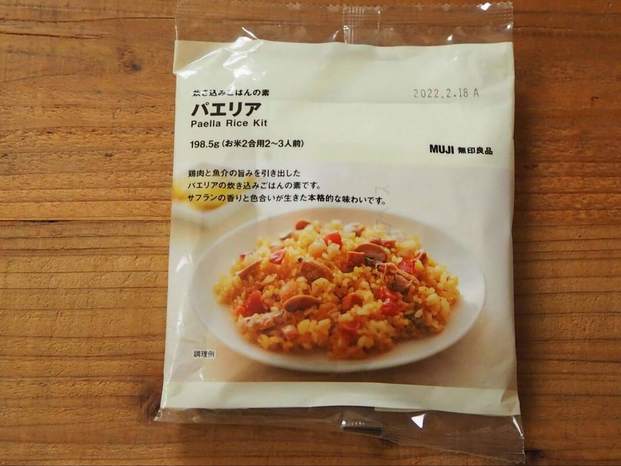 炊き込みごはんの素
パエリア
Paella Rice Kit
2022.2.18 A
198.5g(お米2合用2~3人前)
MUJI 無印良品
鶏肉と魚介の旨みを引き出した
パエリアの炊き込みごはんの素です。
サフランの香りと色合いが生きた本格的な味わいです。
調理例